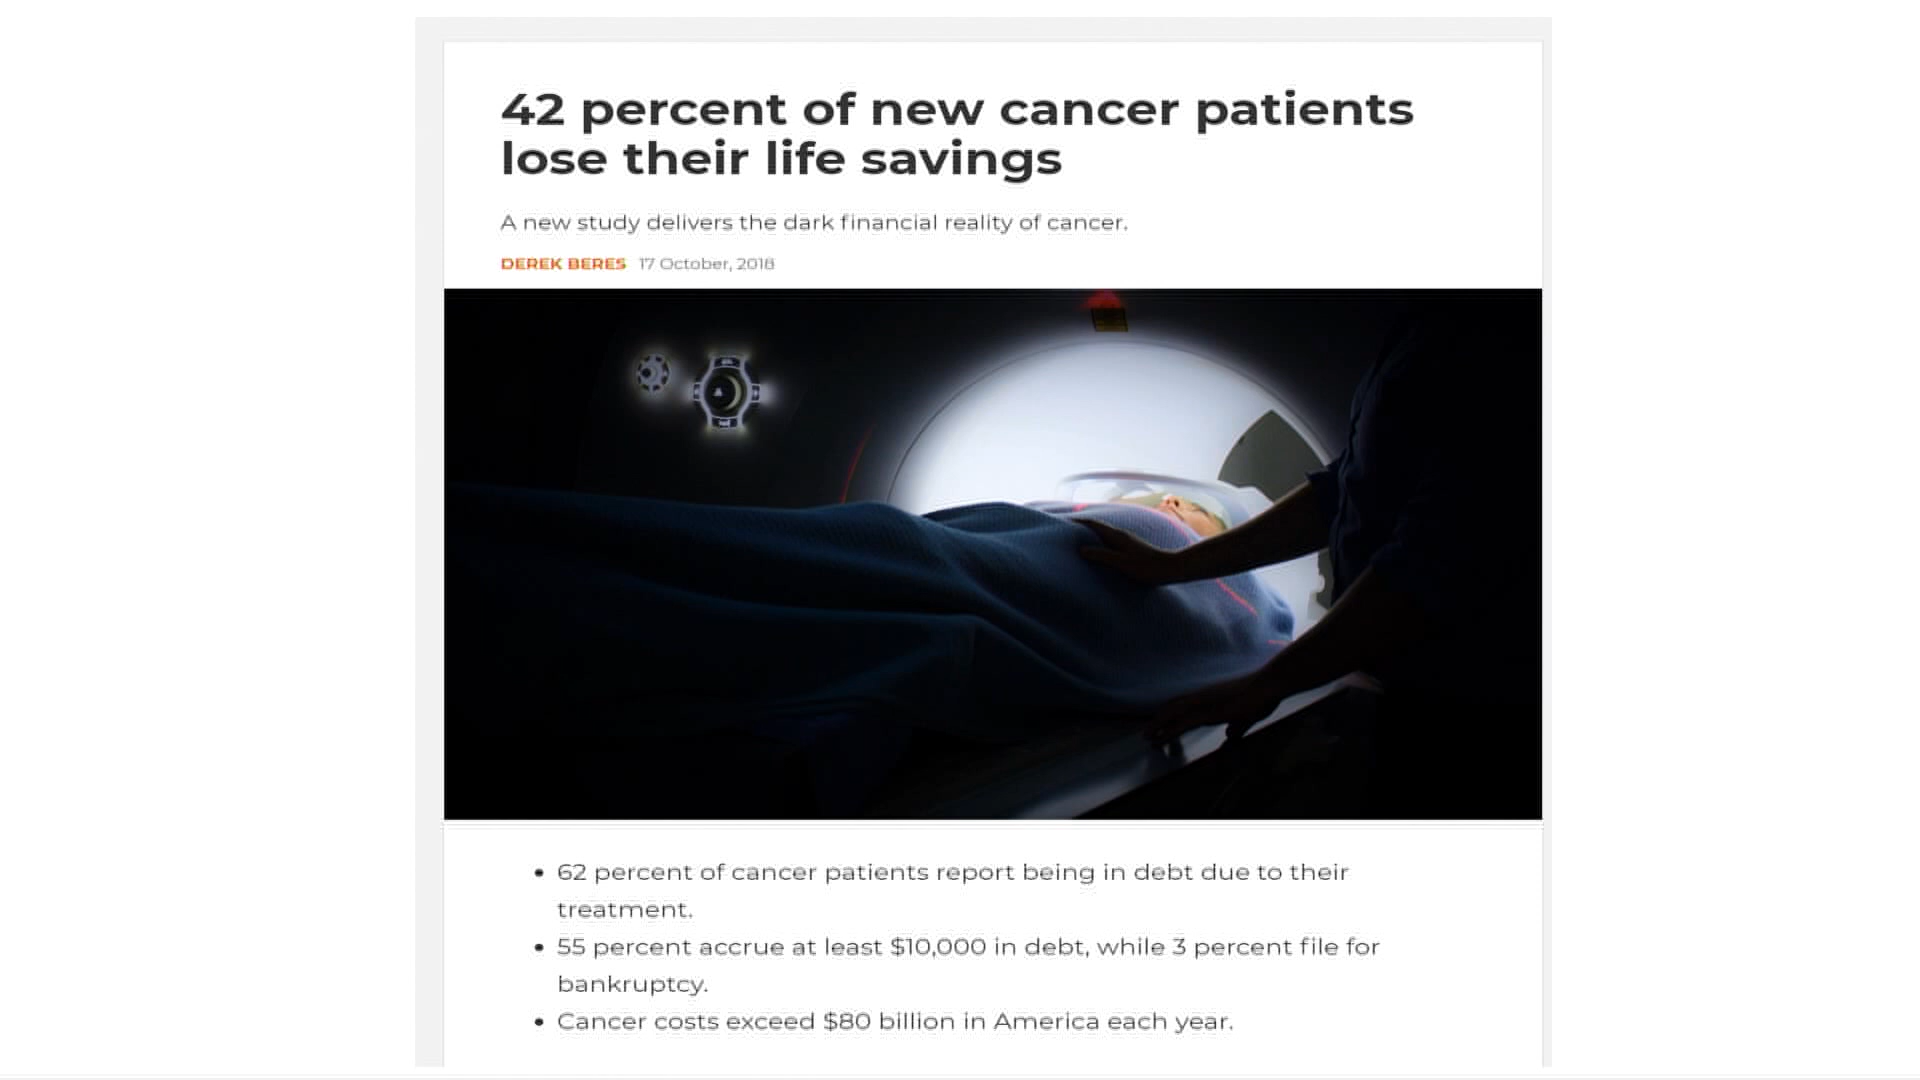 42 percent of new cancer patients
lose their life savings
A new study delivers the dark financial reality of cancer.
DEREK BERES 17 October, 2018
• 62 percent of cancer patients report being in debt due to their
treatment.
• 55 percent accrue at least $10,000 in debt, while 3 percent file for
bankruptcy.
• Cancer costs exceed $80 billion in America each year.